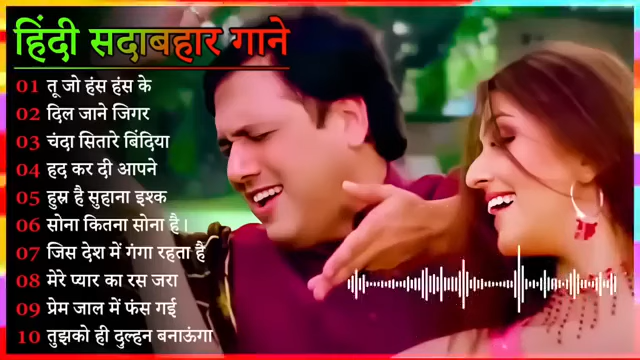 हिंदी सदाबहार गाने
01 तू जो हंस हंस के
02 दिल जाने जिगर
03 चंदा सितारे बिंदिया
04 हद कर दी आपने
05 हुस्न है सुहाना इश्क
06 सोना कितना सोना है।
07 जिस देश में गंगा रहता है
08 मेरे प्यार का रस जरा
09 प्रेम जाल में फंस गई
10 तुझको ही दुल्हन बनाऊंगा